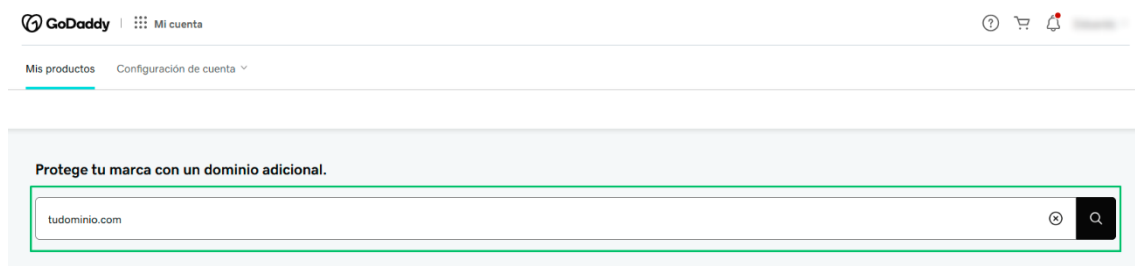 GoDaddy Mi cuenta
Mis productos Configuración de cuenta
Protege tu marca con un dominio adicional.
tudominio.com